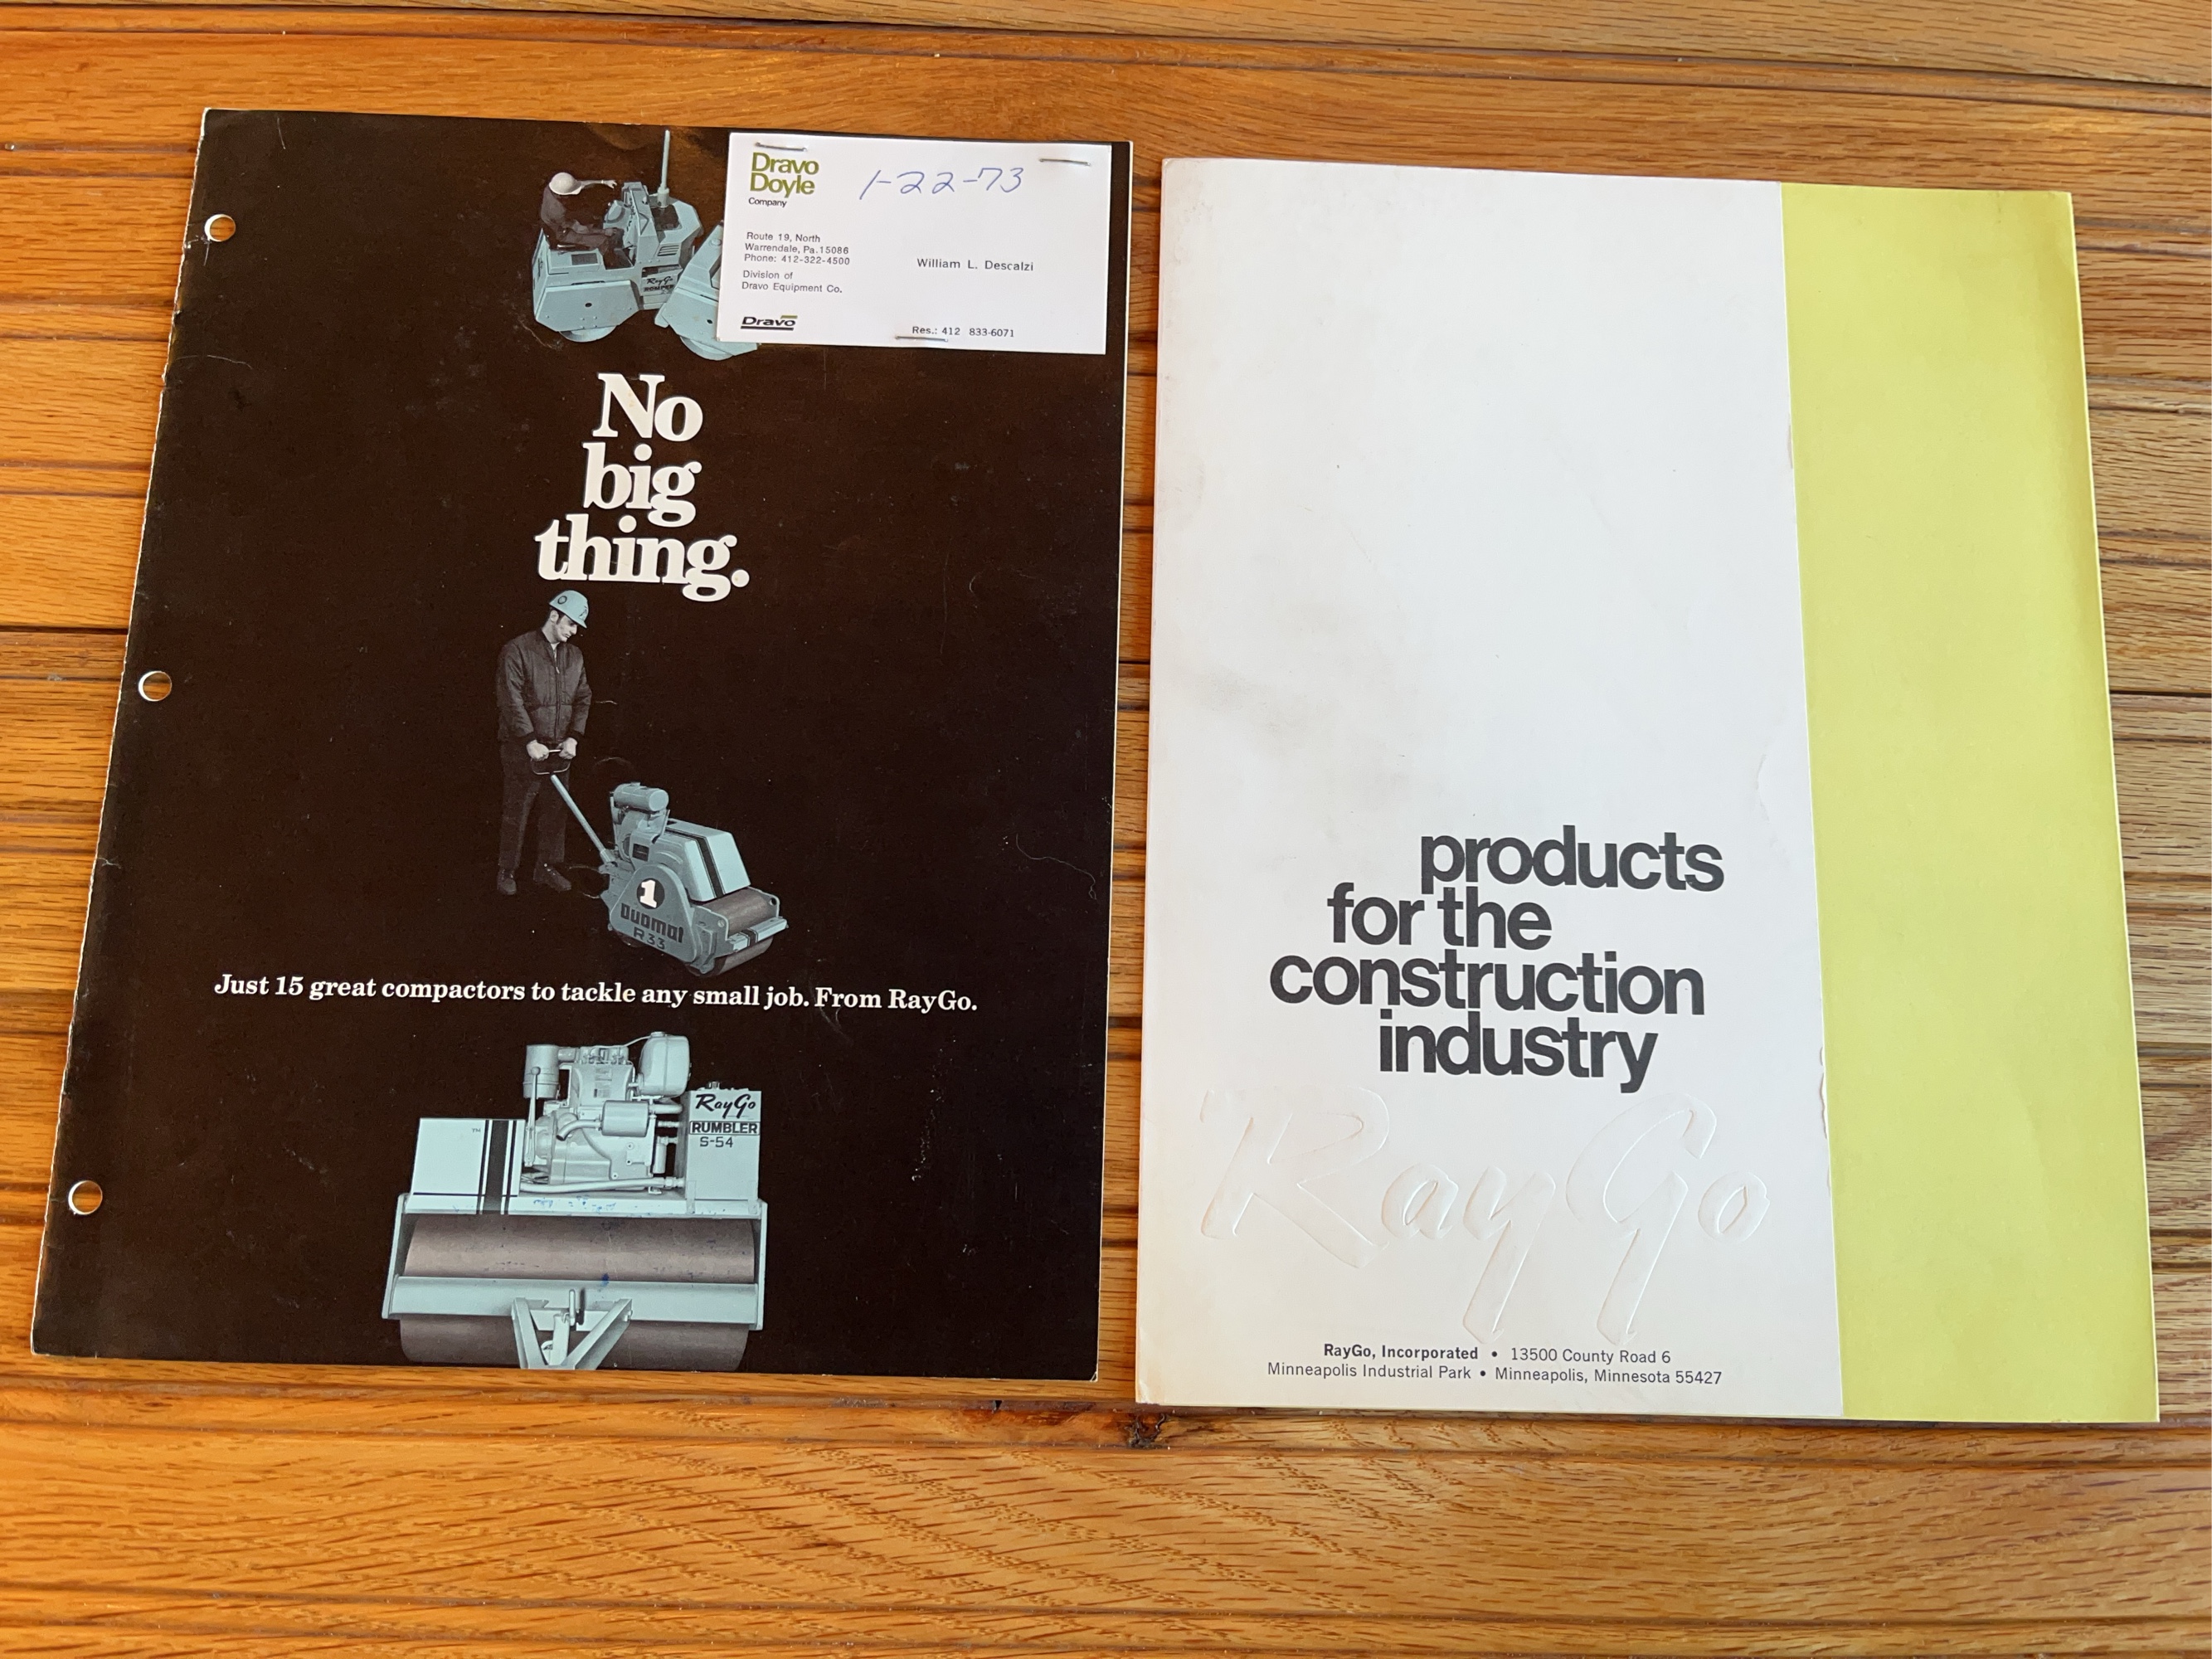 Dravo
Doyle
Company
1-22-73
Route 19, North
Warrendale, Pa. 15086
Phone: 412-322-4500
Division of
Dravo Equipment Co.
William L. Descalzi
Dravo
Res.: 412 833-6071
RayGo
No
big
thing.
1
Duomat
R33
Just 15 great compactors to tackle any small job. From RayGo.
RayGo
RUMBLER
S-54
TM
products
for the
construction
industry
RayGo
RayGo, Incorporated • 13500 County Road 6
Minneapolis Industrial Park • Minneapolis, Minnesota 55427